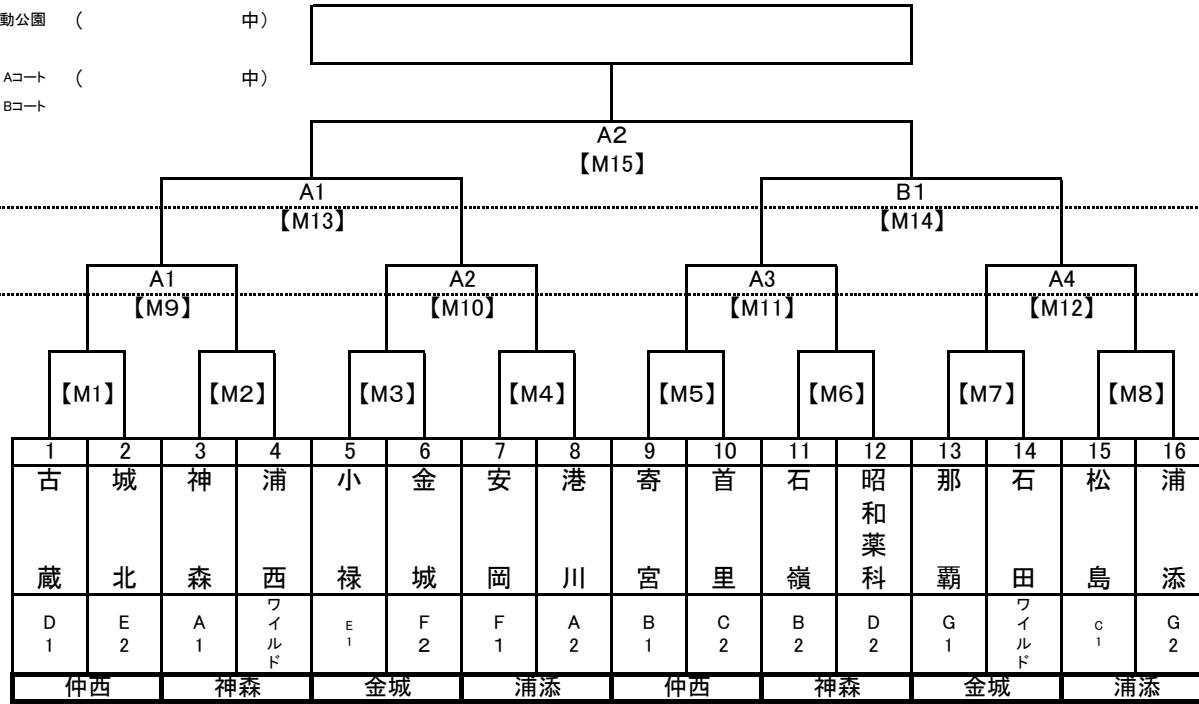 動公園 ( 中)
Aコート ( 中)
Bコート
A2
【M15】
A1 B1
【M13】 【M14】
A1 A2 A3 A4
【M9】 【M10】 【M11】 【M12】
【M1】 【M2】 【M3】 【M4】 【M5】 【M6】 【M7】 【M8】
1 2 3 4 5 6 7 8 9 10 11 12 13 14 15 16
古蔵 城北 神森 浦西 小禄 金城 安岡 港川 寄宮 首里 石嶺 昭和薬科 那覇 石田 松島 浦添
D1 E2 A1 ワイルド E1 F2 F1 A2 B1 C2 B2 D2 G1 ワイルド C1 G2
仲西 神森 金城 浦添 仲西 神森 金城 浦添